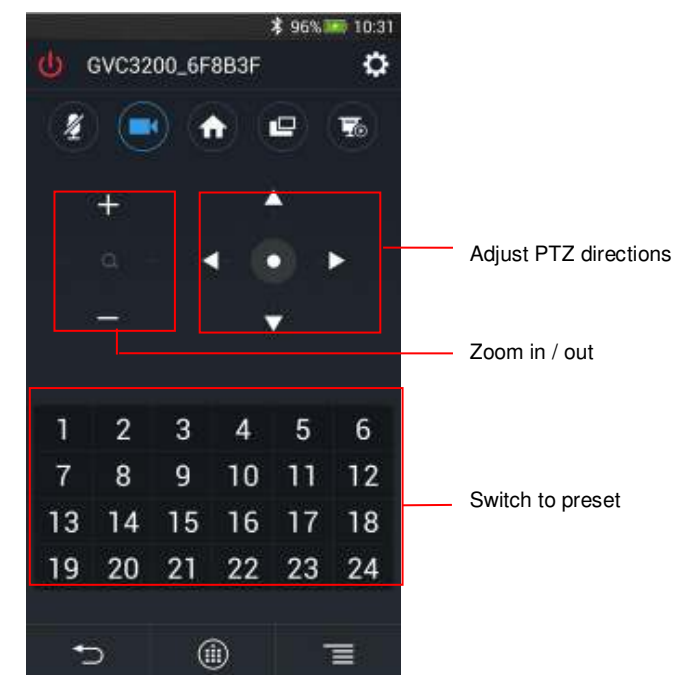 96% 10:31
GVC3200_6F8B3F
+
Adjust PTZ directions
–
Zoom in / out
1 2 3 4 5 6
7 8 9 10 11 12
Switch to preset
13 14 15 16 17 18
19 20 21 22 23 24